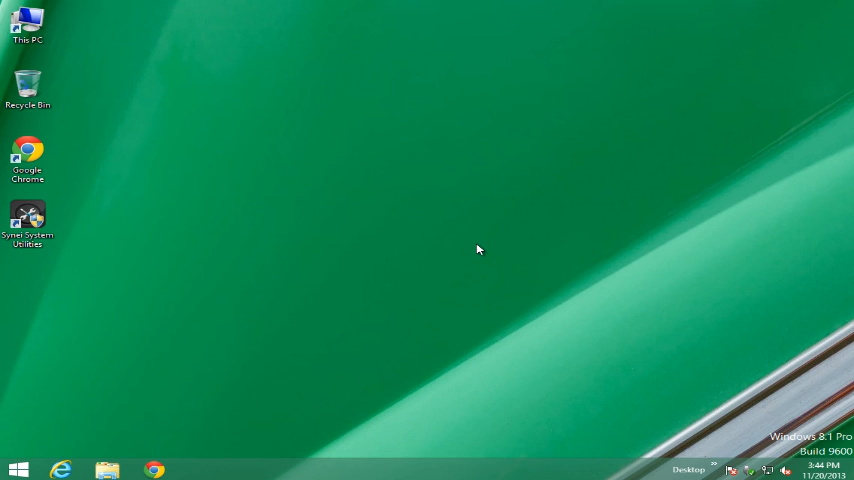 This PC
Recycle Bin
Google
Chrome
Synei System
Utilities
Windows 8.1 Pro
Build 9600
Desktop
3:44 PM
11/20/2013